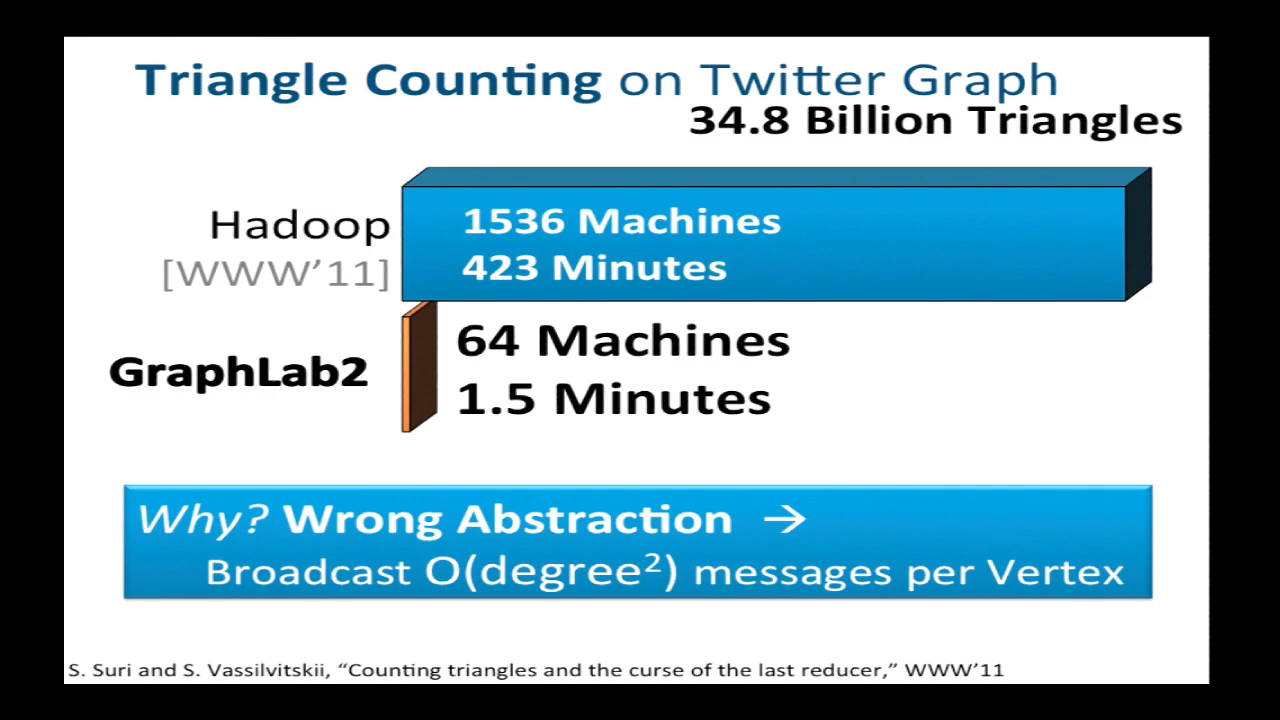 Triangle Counting on Twitter Graph
34.8 Billion Triangles
Hadoop
[WWW'11]
1536 Machines
423 Minutes
GraphLab2
64 Machines
1.5 Minutes
Why? Wrong Abstraction →
Broadcast O(degree²) messages per Vertex
S. Suri and S. Vassilvitskii, “Counting triangles and the curse of the last reducer,” WWW'11